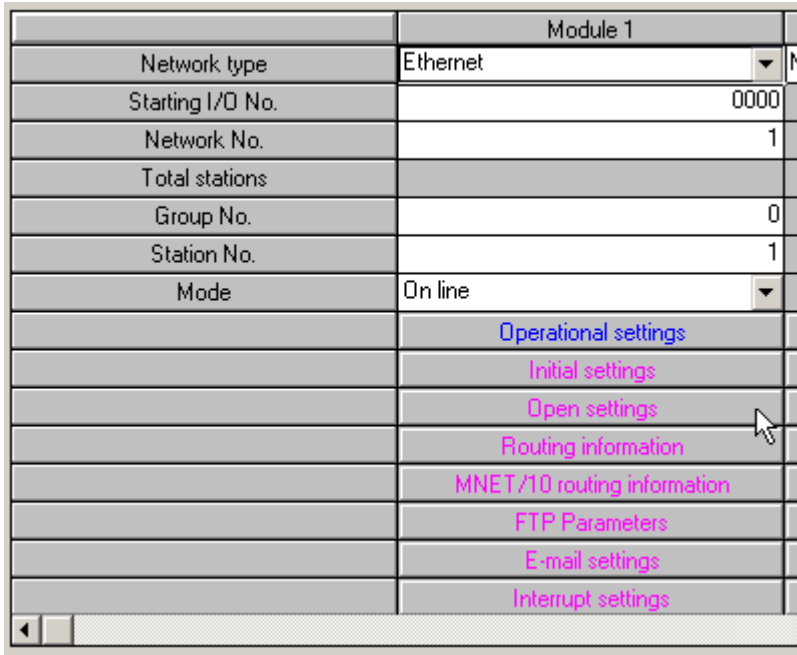 Module 1
Network type Ethernet
Starting I/O No. 0000
Network No. 1
Total stations
Group No. 0
Station No. 1
Mode On line
Operational settings
Initial settings
Open settings
Routing information
MNET/10 routing information
FTP Parameters
E-mail settings
Interrupt settings